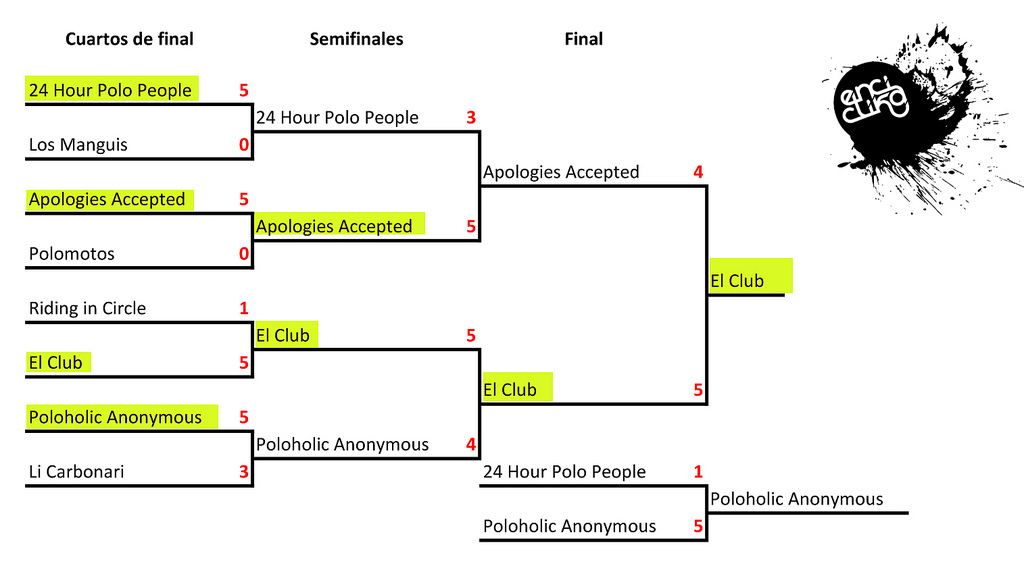 Cuartos de final Semifinales Final
24 Hour Polo People 5
24 Hour Polo People 3
Los Manguis 0
Apologies Accepted 4
Apologies Accepted 5
Apologies Accepted 5
Polomotos 0
El Club
Riding in Circle 1
El Club 5
El Club 5
El Club 5
Poloholic Anonymous 5
Poloholic Anonymous 4
Li Carbonari 3
24 Hour Polo People 1
Poloholic Anonymous
Poloholic Anonymous 5